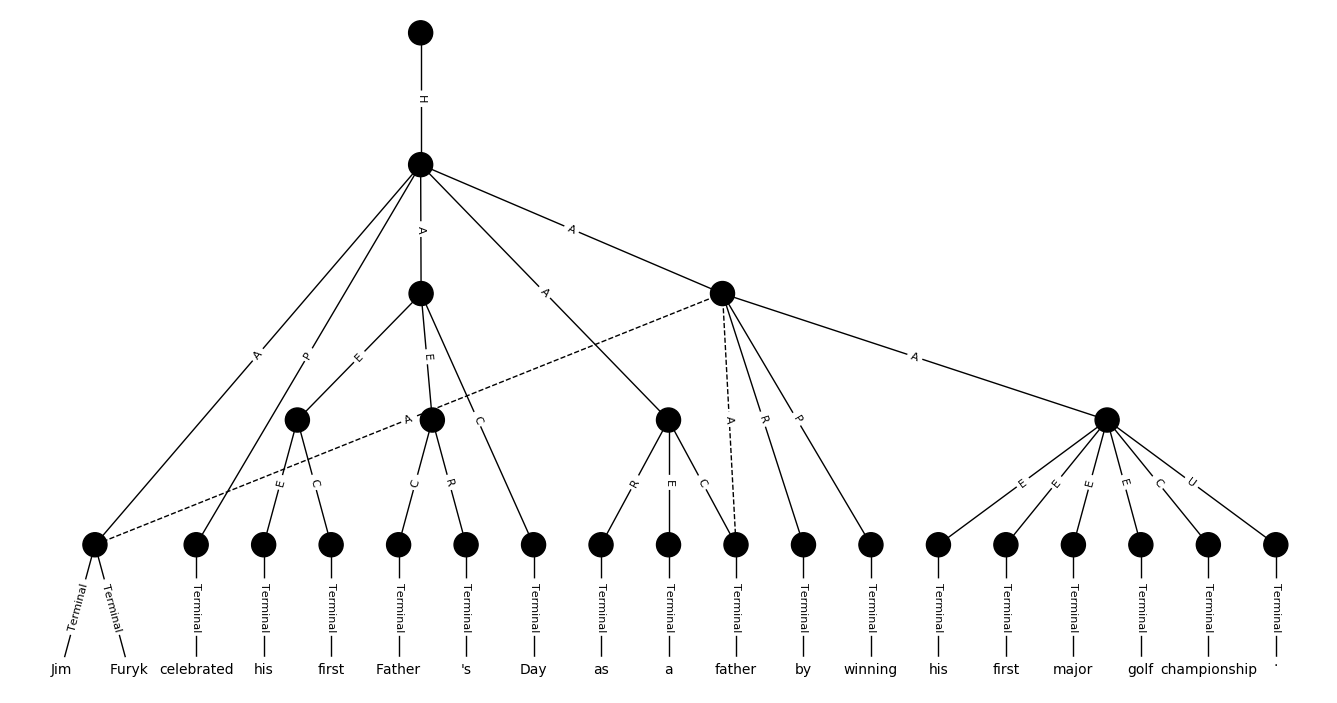 H
A
A
A
A
P
E
E
C
A
A
R
P
A
E
C
C
R
R
E
C
E
E
E
E
C
U
Terminal Terminal Terminal Terminal Terminal Terminal Terminal Terminal Terminal Terminal Terminal Terminal Terminal Terminal Terminal Terminal Terminal Terminal Terminal
Jim Furyk celebrated his first Father 's Day as a father by winning his first major golf championship .